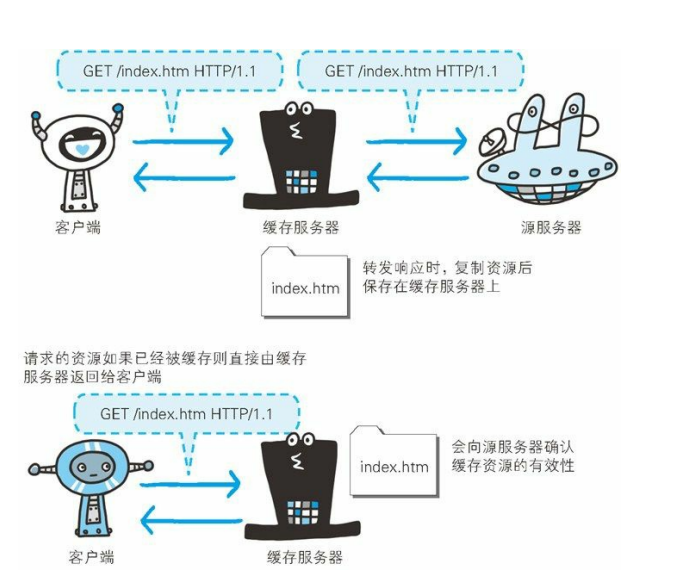 GET /index.htm HTTP/1.1
GET /index.htm HTTP/1.1
客户端
缓存服务器
源服务器
index.htm
转发响应时，复制资源后
保存在缓存服务器上
请求的资源如果已经被缓存则直接由缓存
服务器返回给客户端
GET /index.htm HTTP/1.1
index.htm
会向源服务器确认
缓存资源的有效性
客户端
缓存服务器